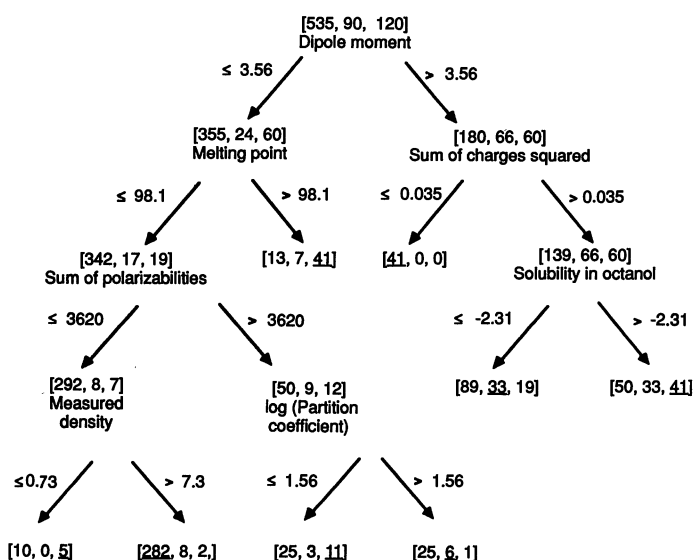 [535, 90, 120]
Dipole moment
≤ 3.56
> 3.56
[355, 24, 60]
Melting point
[180, 66, 60]
Sum of charges squared
≤ 98.1
> 98.1
≤ 0.035
> 0.035
[342, 17, 19]
Sum of polarizabilities
[13, 7, 41]
[41, 0, 0]
[139, 66, 60]
Solubility in octanol
≤ 3620
> 3620
≤ -2.31
> -2.31
[292, 8, 7]
Measured
density
[50, 9, 12]
log (Partition
coefficient)
[89, 33, 19]
[50, 33, 41]
≤0.73
> 7.3
≤ 1.56
> 1.56
[10, 0, 5]
[282, 8, 2,]
[25, 3, 11]
[25, 6, 1]